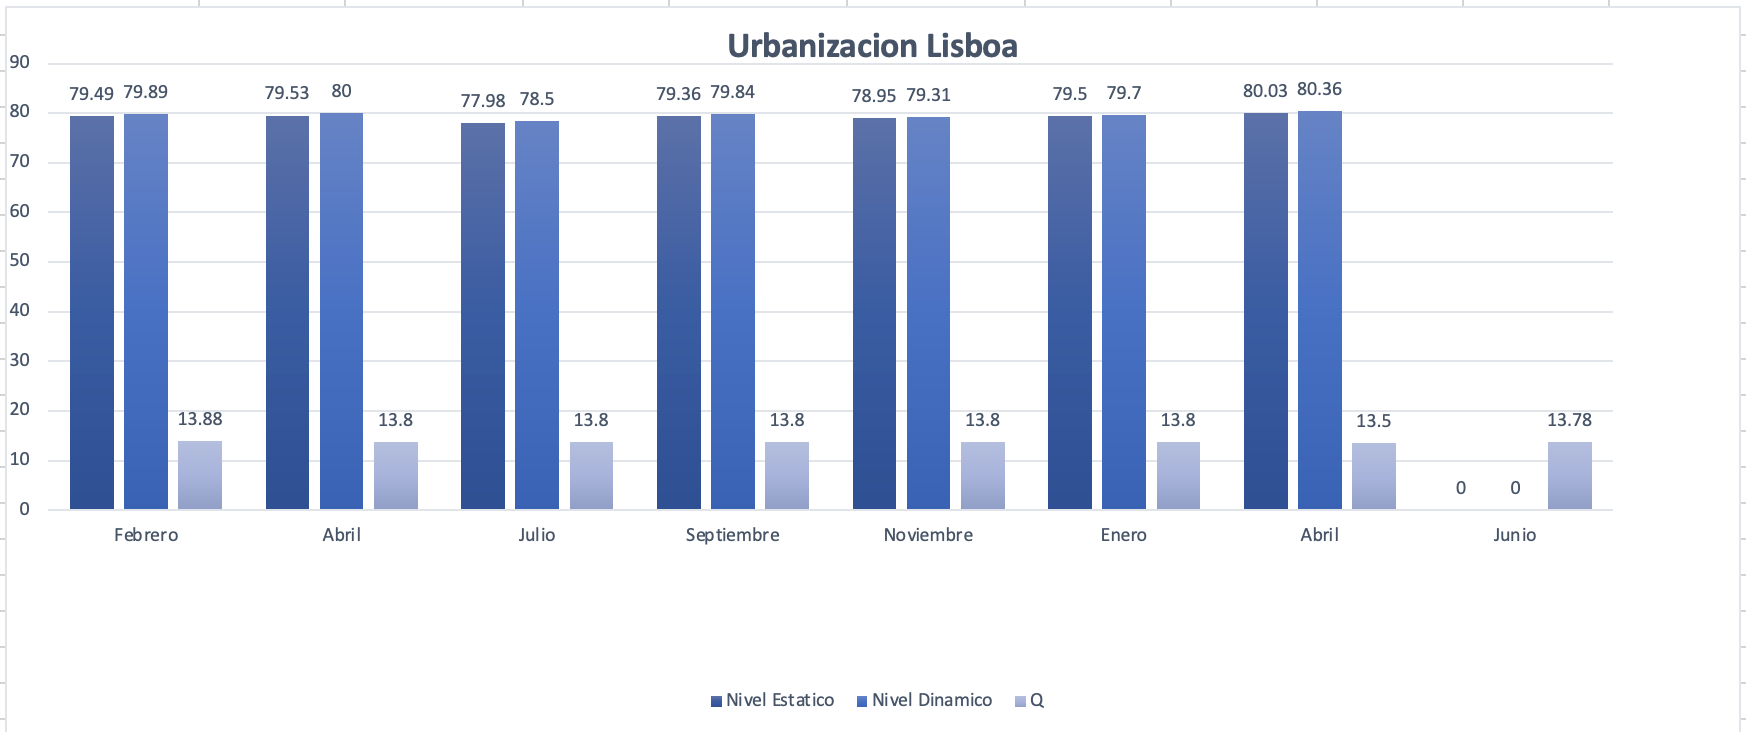 Urbanizacion Lisboa
90
79.49 79.89 79.53 80 77.98 78.5 79.36 79.84 78.95 79.31 79.5 79.7 80.03 80.36
80
70
60
50
40
30
20
13.88 13.8 13.8 13.8 13.8 13.8 13.5 13.78
10
0 0
0
Febrero Abril Julio Septiembre Noviembre Enero Abril Junio
Nivel Estatico Nivel Dinamico Q